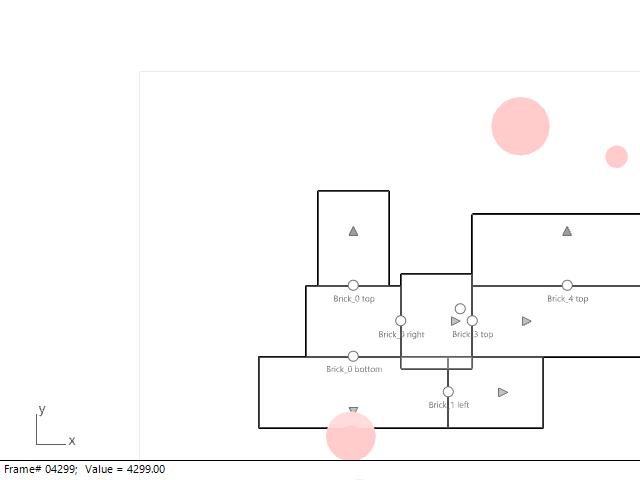 Brick_0 top
Brick_4 top
Brick_0 right
Brick_3 top
Brick_0 bottom
Brick_1 left
y
x
Frame# 04299; Value = 4299.00